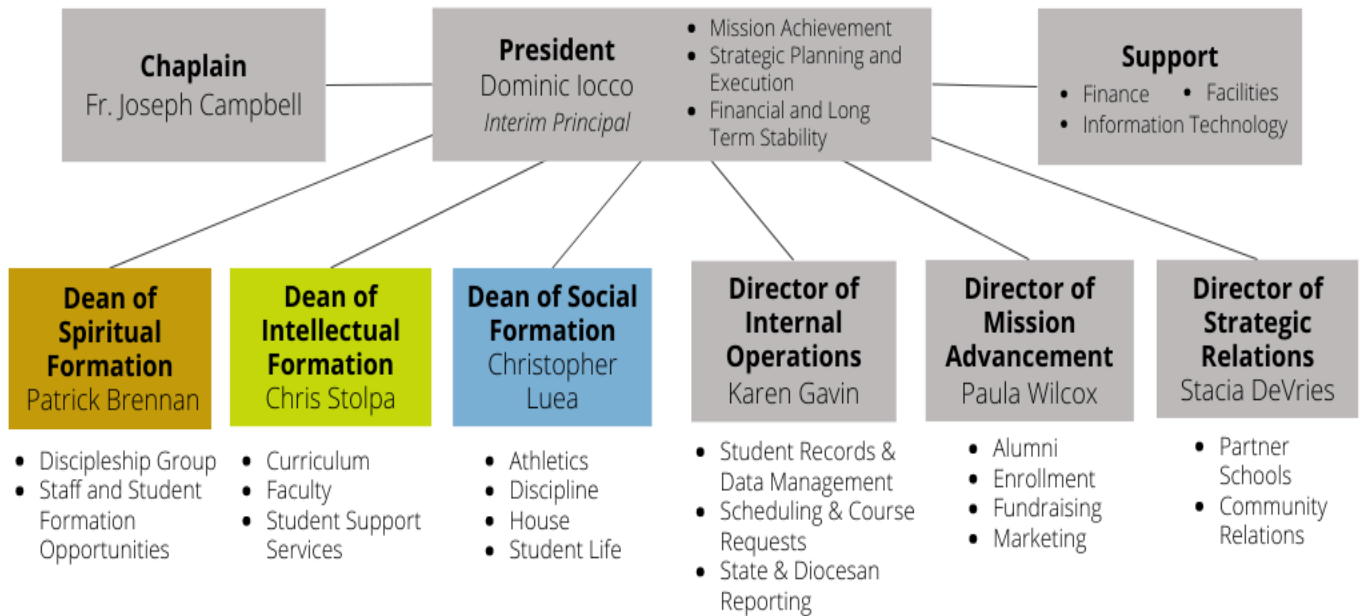 Chaplain
Fr. Joseph Campbell
President
Dominic Iocco
Interim Principal
• Mission Achievement
• Strategic Planning and
Execution
• Financial and Long
Term Stability
Support
• Finance • Facilities
• Information Technology
Dean of
Spiritual
Formation
Patrick Brennan
• Discipleship Group
• Staff and Student
Formation
Opportunities
Dean of
Intellectual
Formation
Chris Stolpa
• Curriculum
• Faculty
• Student Support
Services
Dean of Social
Formation
Christopher
Luea
• Athletics
• Discipline
• House
• Student Life
Director of
Internal
Operations
Karen Gavin
• Student Records &
Data Management
• Scheduling & Course
Requests
• State & Diocesan
Reporting
Director of
Mission
Advancement
Paula Wilcox
• Alumni
• Enrollment
• Fundraising
• Marketing
Director of
Strategic
Relations
Stacia DeVries
• Partner
Schools
• Community
Relations